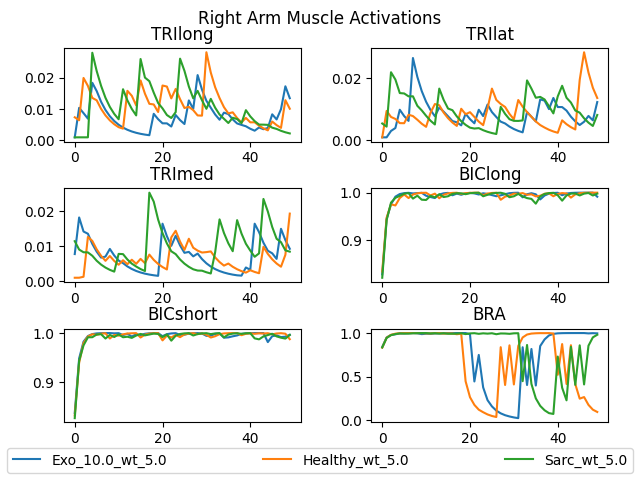 Right Arm Muscle Activations
TRIlong
TRIlat
0.02
0.01
0.00
0 20 40
0.02
0.00
0 20 40
TRImed
BIClong
0.02
0.01
0.00
0 20 40
1.0
0.9
0 20 40
BICshort
BRA
1.0
0.9
0 20 40
1.0
0.5
0.0
0 20 40
Exo_10.0_wt_5.0 Healthy_wt_5.0 Sarc_wt_5.0